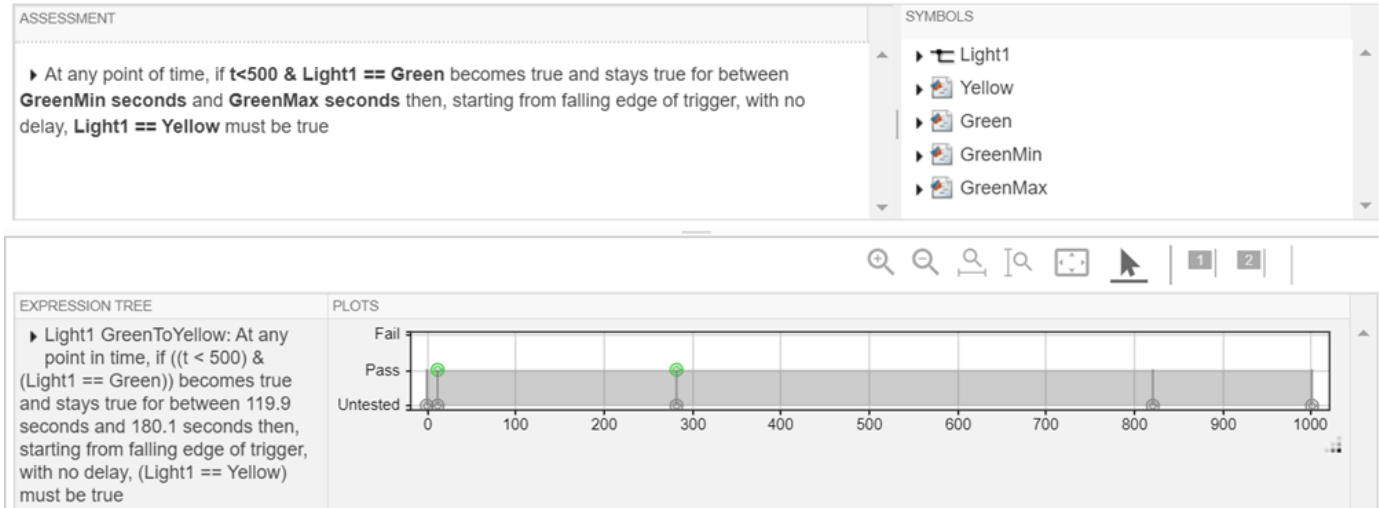 ASSESSMENT
At any point of time, if t<500 & Light1 == Green becomes true and stays true for between
GreenMin seconds and GreenMax seconds then, starting from falling edge of trigger, with no
delay, Light1 == Yellow must be true
SYMBOLS
Light1
Yellow
Green
GreenMin
GreenMax
1
2
EXPRESSION TREE
Light1 GreenToYellow: At any
point in time, if ((t < 500) &
(Light1 == Green)) becomes true
and stays true for between 119.9
seconds and 180.1 seconds then,
starting from falling edge of trigger,
with no delay, (Light1 == Yellow)
must be true
PLOTS
Fail
Pass
Untested
0 100 200 300 400 500 600 700 800 900 1000